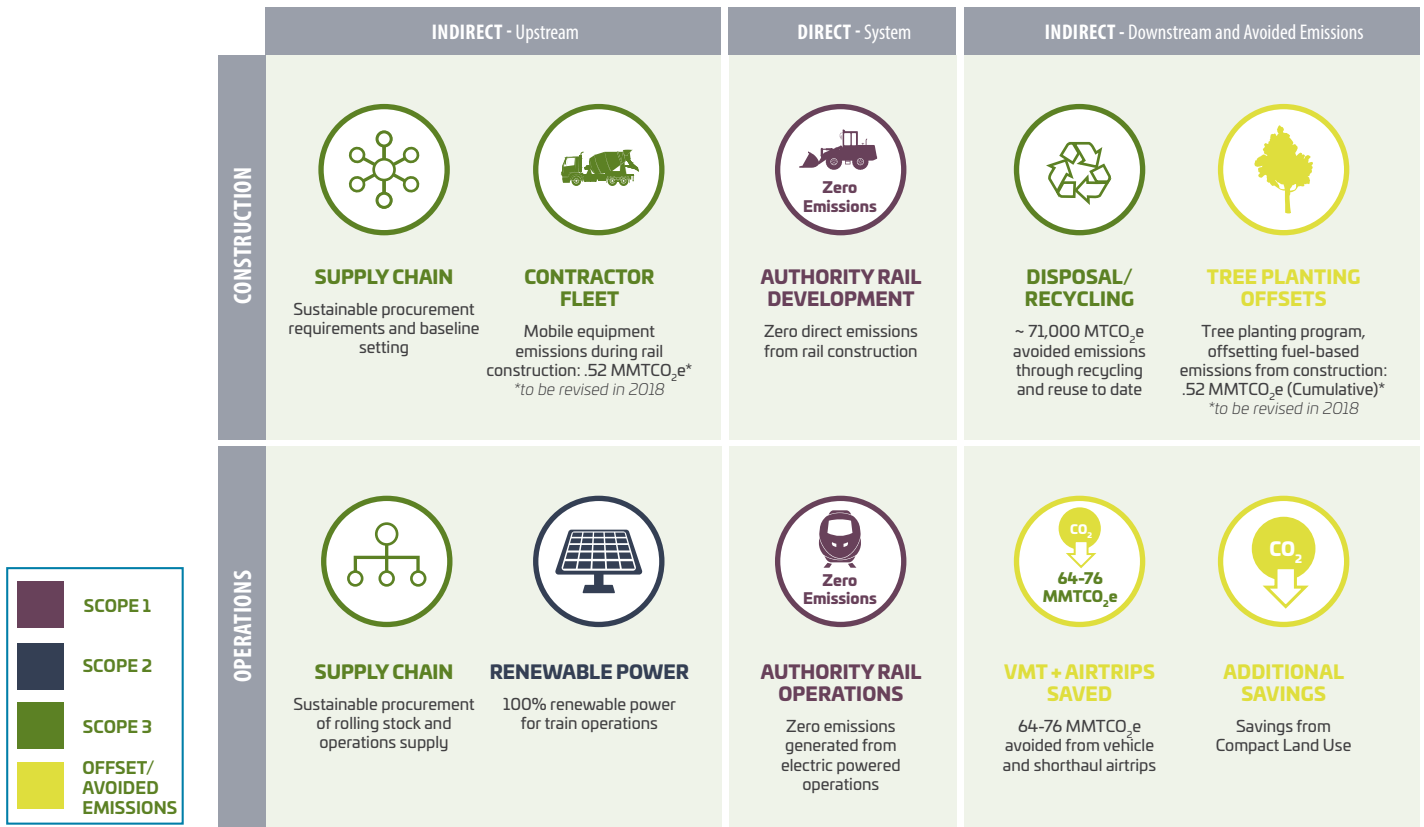 INDIRECT - Upstream
DIRECT - System
INDIRECT - Downstream and Avoided Emissions
CONSTRUCTION
SUPPLY CHAIN
Sustainable procurement
requirements and baseline
setting
CONTRACTOR
FLEET
Mobile equipment
emissions during rail
construction: .52 MMTCO₂e*
*to be revised in 2018
Zero
Emissions
AUTHORITY RAIL
DEVELOPMENT
Zero direct emissions
from rail construction
DISPOSAL/
RECYCLING
~ 71,000 MTCO₂e
avoided emissions
through recycling
and reuse to date
TREE PLANTING
OFFSETS
Tree planting program,
offsetting fuel-based
emissions from construction:
.52 MMTCO₂e (Cumulative)*
*to be revised in 2018
OPERATIONS
SUPPLY CHAIN
Sustainable procurement
of rolling stock and
operations supply
RENEWABLE POWER
100% renewable power
for train operations
Zero
Emissions
AUTHORITY RAIL
OPERATIONS
Zero emissions
generated from
electric powered
operations
CO₂
64-76
MMTCO₂e
VMT + AIRTRIPS
SAVED
64-76 MMTCO₂e
avoided from vehicle
and shorthaul airtrips
CO₂
ADDITIONAL
SAVINGS
Savings from
Compact Land Use
SCOPE 1
SCOPE 2
SCOPE 3
OFFSET/
AVOIDED
EMISSIONS